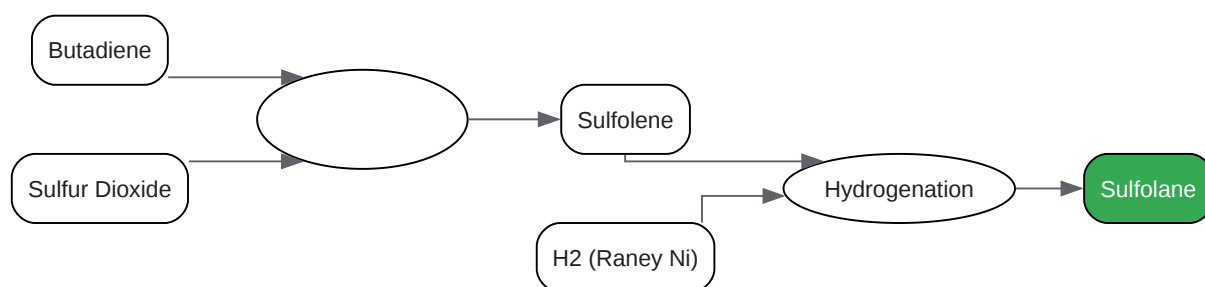 Butadiene
Sulfur Dioxide
Sulfolene
H2 (Raney Ni)
Hydrogenation
Sulfolane